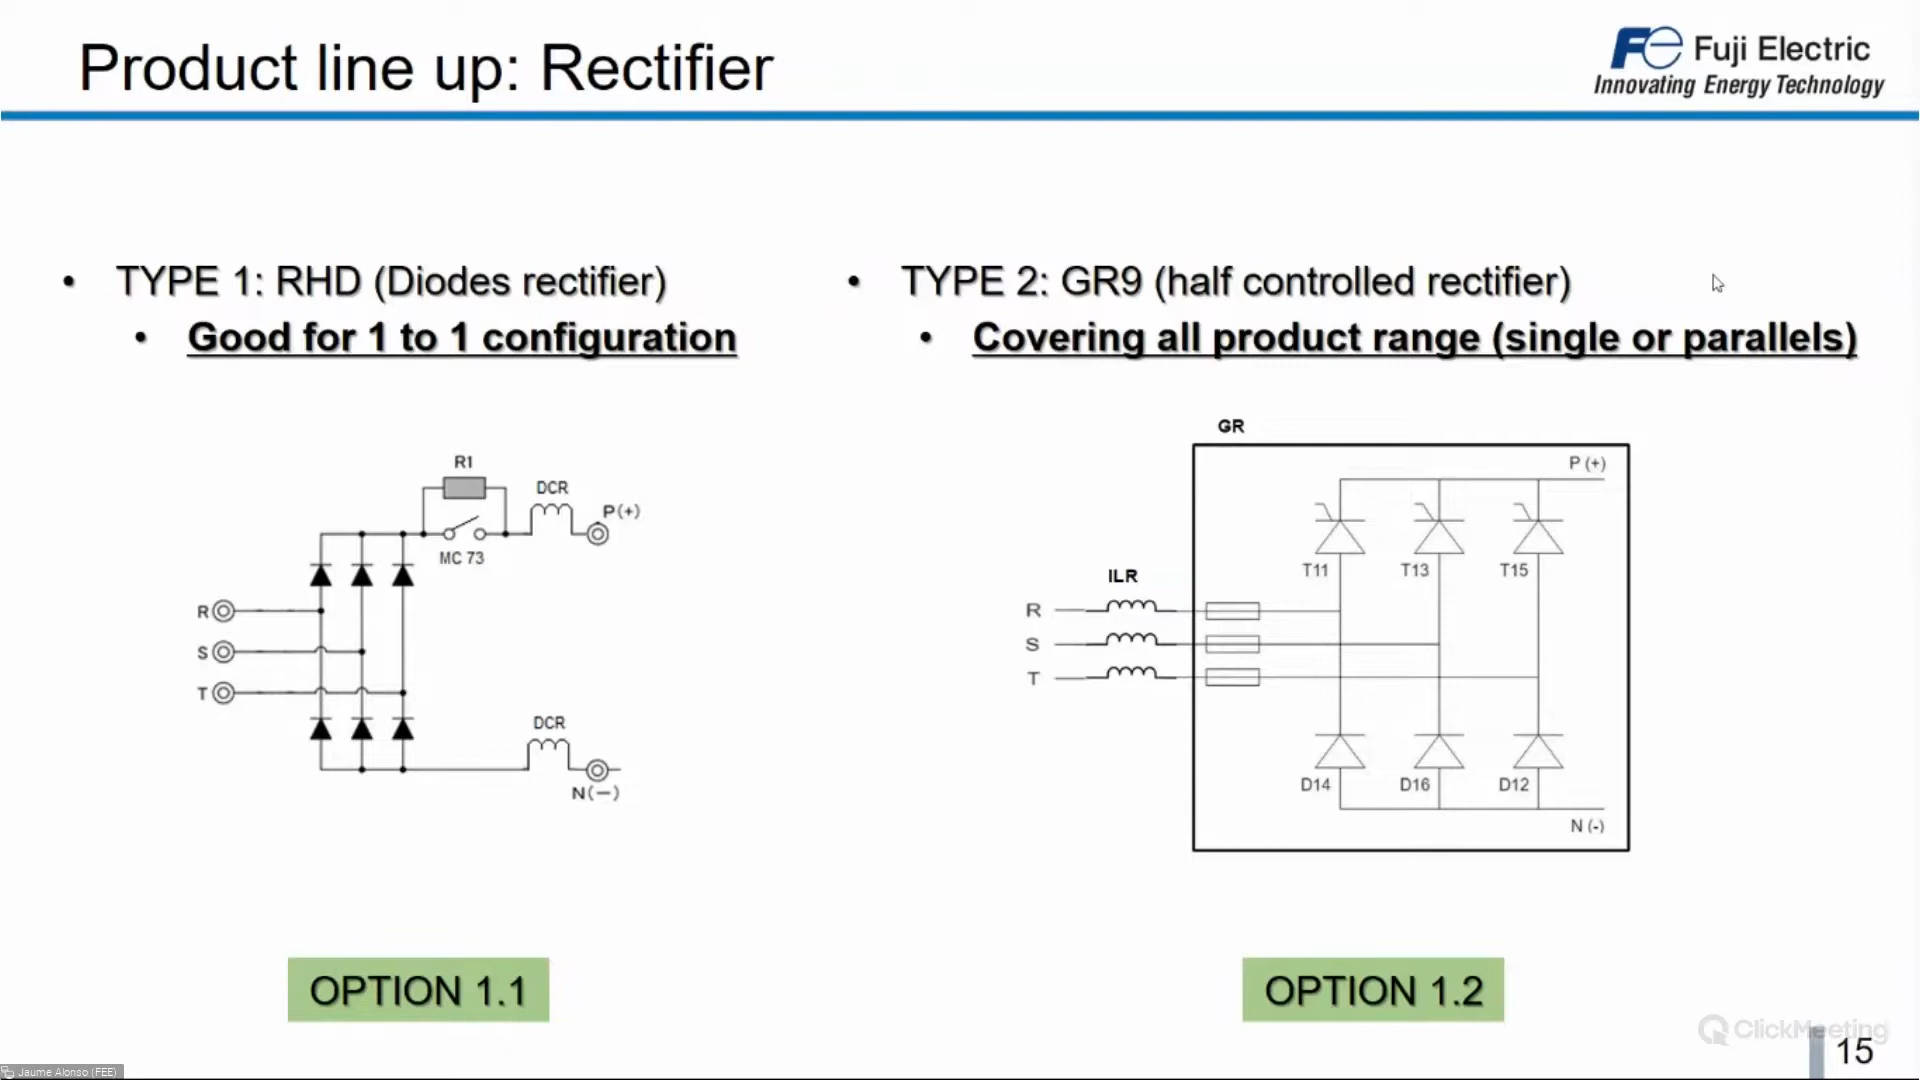 Product line up: Rectifier
Fuji Electric
Innovating Energy Technology
• TYPE 1: RHD (Diodes rectifier)
• Good for 1 to 1 configuration
• TYPE 2: GR9 (half controlled rectifier)
• Covering all product range (single or parallels)
R1
DCR
P(+)
MC 73
R
S
T
DCR
N(−)
GR
P (+)
T11
T13
T15
ILR
R
S
T
D14
D16
D12
N (-)
OPTION 1.1
OPTION 1.2
ClickMeeting
15
Jaume Alonso (FEE)